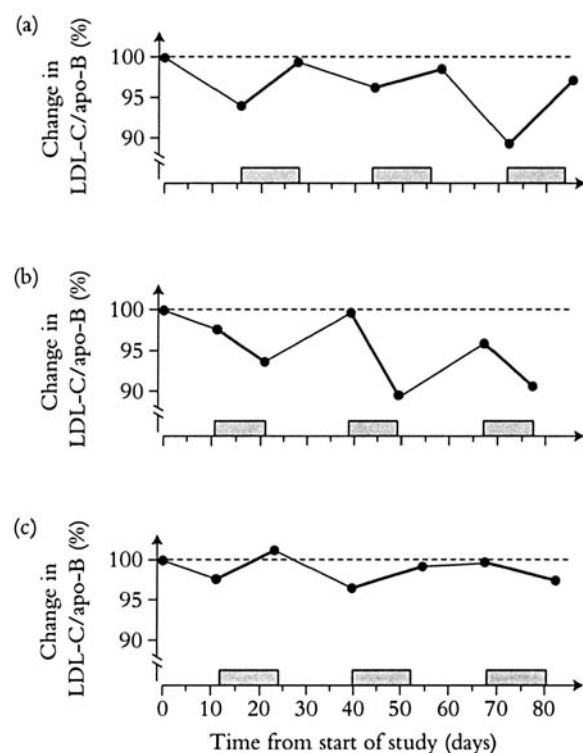 (a)
Change in
LDL-C/apo-B (%)
100
95
90
(b)
Change in
LDL-C/apo-B (%)
100
95
90
(c)
Change in
LDL-C/apo-B (%)
100
95
90
0 10 20 30 40 50 60 70 80
Time from start of study (days)